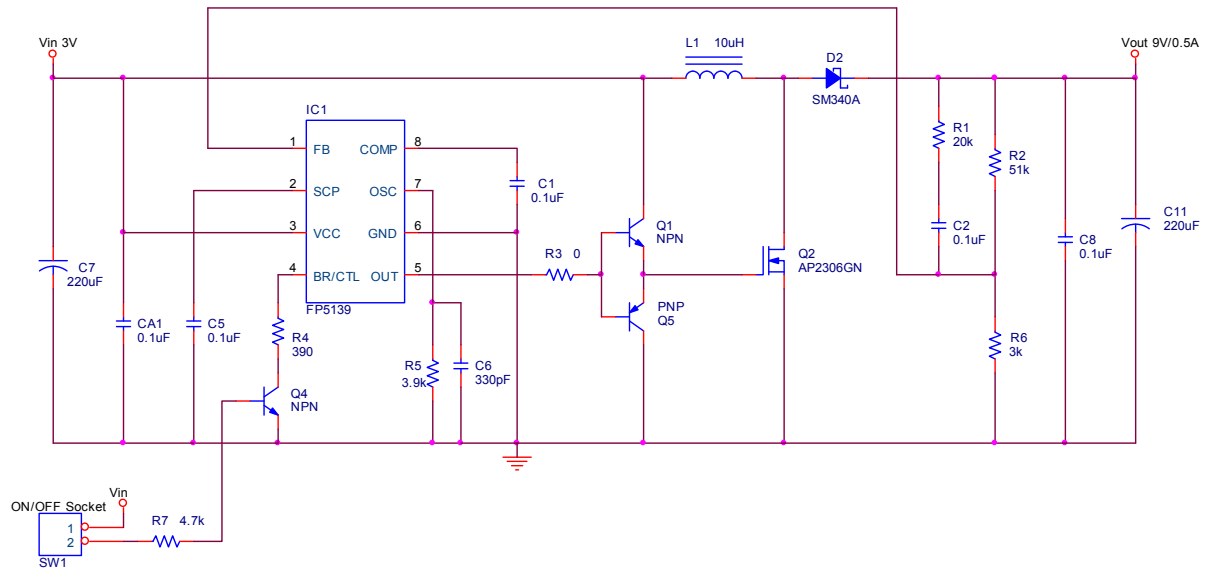 Vin 3V
L1 10uH
D2
SM340A
Vout 9V/0.5A
IC1
1 FB COMP 8
2 SCP OSC 7
3 VCC GND 6
4 BR/CTL OUT 5
FP5139
C1
0.1uF
R1
20k
R2
51k
C2
0.1uF
C11
220uF
C8
0.1uF
R3 0
Q1
NPN
PNP
Q5
Q2
AP2306GN
C7
220uF
CA1
0.1uF
C5
0.1uF
R4
390
R5
3.9k
C6
330pF
R6
3k
Q4
NPN
Vin
ON/OFF Socket
1
2
SW1
R7 4.7k